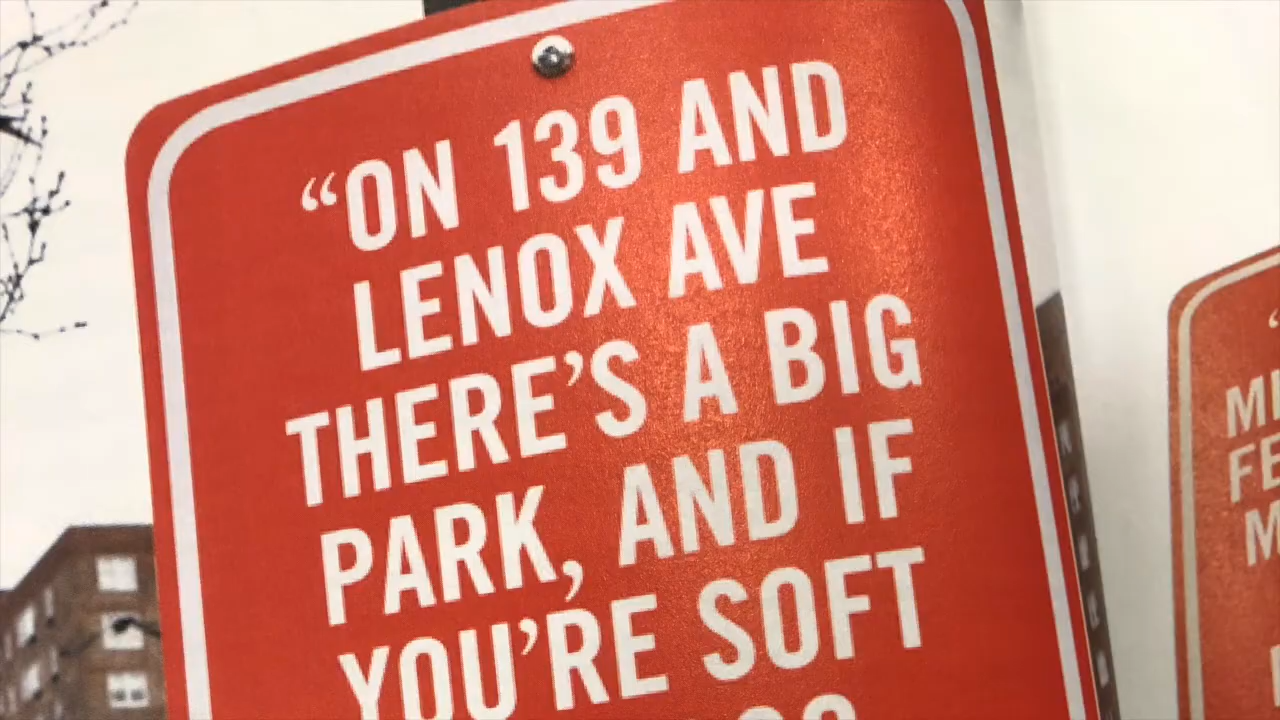 “ON 139 AND
LENOX AVE
THERE’S A BIG
PARK, AND IF
YOU’RE SOFT